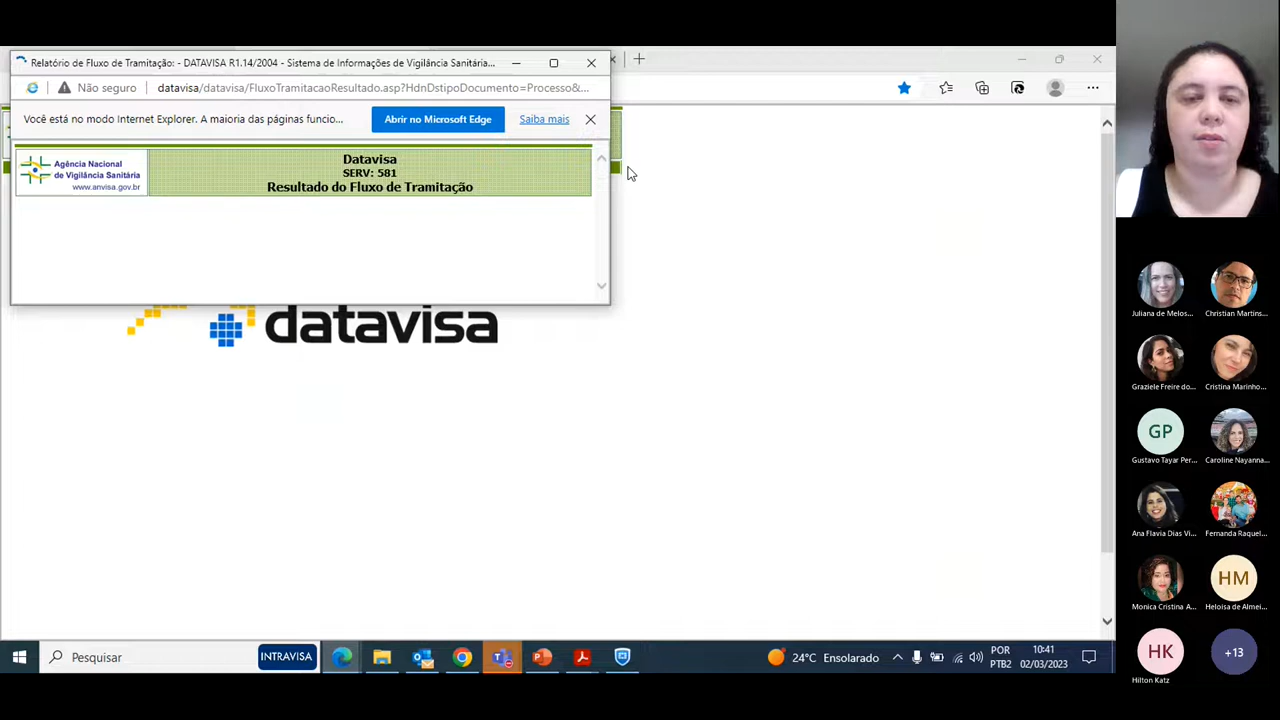 Relatório de Fluxo de Tramitação: - DATAVISA R1.14/2004 - Sistema de Informações de Vigilância Sanitária...
Não seguro
datavisa/datavisa/FluxoTramitacaoResultado.asp?HdnDstipoDocumento=Processo&...
Você está no modo Internet Explorer. A maioria das páginas funcio...
Abrir no Microsoft Edge
Saiba mais
Agência Nacional
de Vigilância Sanitária
www.anvisa.gov.br
Datavisa
SERV: 581
Resultado do Fluxo de Tramitação
datavisa
Juliana de Melos...
Christian Martins...
Graziele Freire do...
Cristina Marinho...
GP
Gustavo Tayar Per...
Caroline Nayanna...
Ana Flavia Dias Vi...
Fernanda Raquel...
Monica Cristina A...
HM
Heloisa de Almei...
HK
Hilton Katz
+13
Pesquisar
INTRAVISA
24°C Ensolarado
POR
PTB2
10:41
02/03/2023